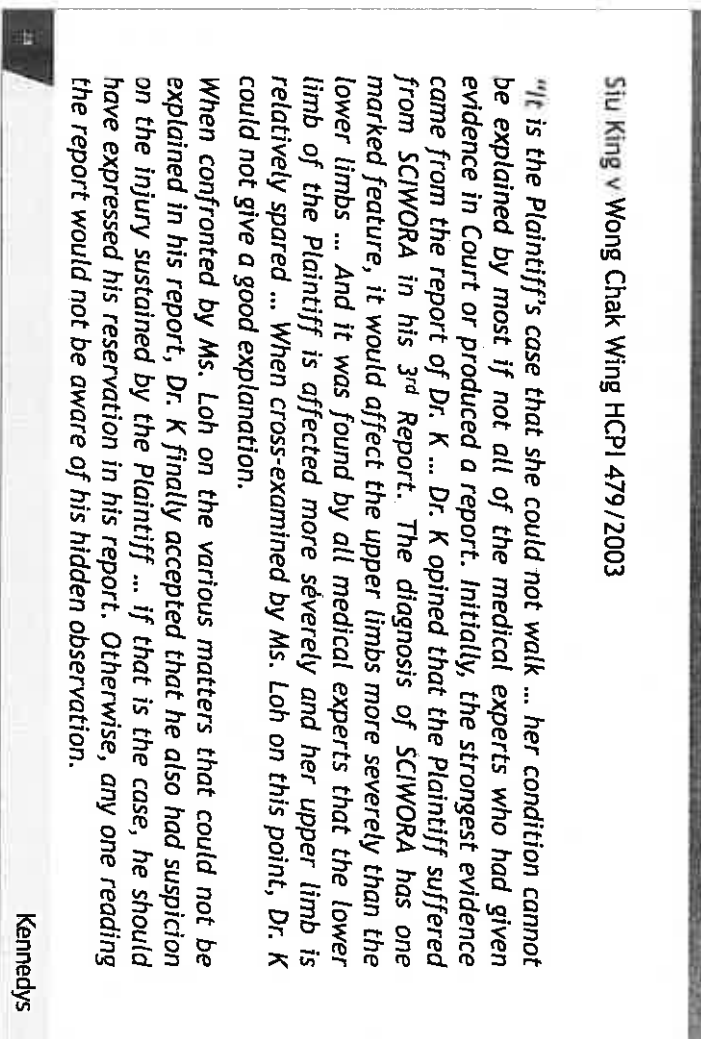 Siu King v Wong Chak Wing HCPI 479/2003
"It is the Plaintiff's case that she could not walk ... her condition cannot
be explained by most if not all of the medical experts who had given
evidence in Court or produced a report. Initially, the strongest evidence
came from the report of Dr. K ... Dr. K opined that the Plaintiff suffered
from SCIWORA in his 3rd Report. The diagnosis of SCIWORA has one
marked feature, it would affect the upper limbs more severely than the
lower limbs ... And it was found by all medical experts that the lower
limb of the Plaintiff is affected more severely and her upper limb is
relatively spared ... When cross-examined by Ms. Loh on this point, Dr. K
could not give a good explanation.
When confronted by Ms. Loh on the various matters that could not be
explained in his report, Dr. K finally accepted that he also had suspicion
on the injury sustained by the Plaintiff ... if that is the case, he should
have expressed his reservation in his report. Otherwise, any one reading
the report would not be aware of his hidden observation.
Kennedys